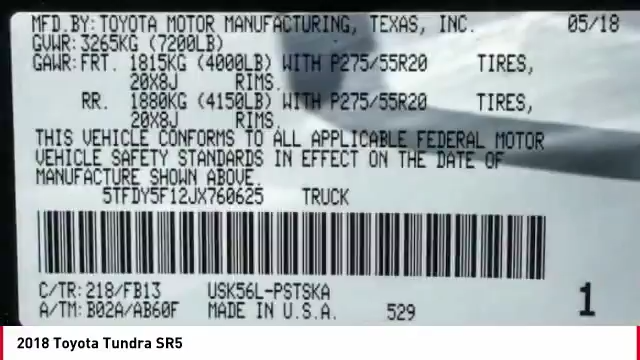 MFD.BY:TOYOTA MOTOR MANUFACTURING, TEXAS, INC. 05/18
GVWR:3265KG (7200LB)
GAWR:FRT. 1815KG (4000LB) WITH P275/55R20 TIRES,
20X8J RIMS.
RR. 1880KG (4150LB) WITH P275/55R20 TIRES,
20X8J RIMS.
THIS VEHICLE CONFORMS TO ALL APPLICABLE FEDERAL MOTOR
VEHICLE SAFETY STANDARDS IN EFFECT ON THE DATE OF
MANUFACTURE SHOWN ABOVE.
5TFDY5F12JX760625 TRUCK
C/TR:218/FB13 USK56L-PSTSKA
A/TM:B02A/AB60F MADE IN U.S.A. 529 1
2018 Toyota Tundra SR5